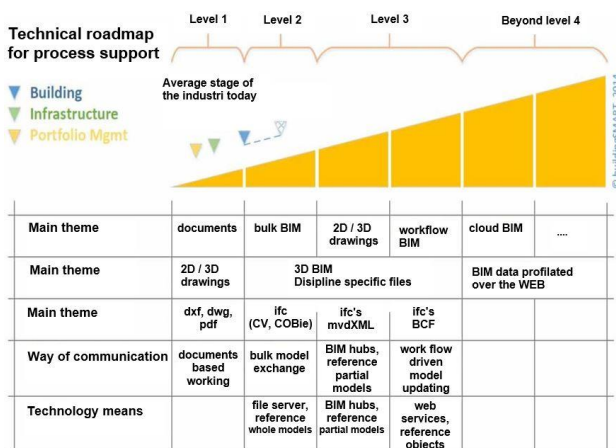 Technical roadmap
for process support
Level 1
Level 2
Level 3
Beyond level 4
Average stage of
the industri today
Building
Infrastructure
Portfolio Mgmt
© buildingSMART 2014
Main theme
documents
bulk BIM
2D / 3D
drawings
workflow
BIM
cloud BIM
....
Main theme
2D / 3D
drawings
3D BIM
Disipline specific files
BIM data profilated
over the WEB
Main theme
dxf, dwg,
pdf
ifc
(CV, COBie)
ifc's
mvdXML
ifc's
BCF
Way of communication
documents
based
working
bulk model
exchange
BIM hubs,
reference
partial
models
work flow
driven
model
updating
Technology means
file server,
reference
whole models
BIM hubs,
reference
partial models
web
services,
reference
objects